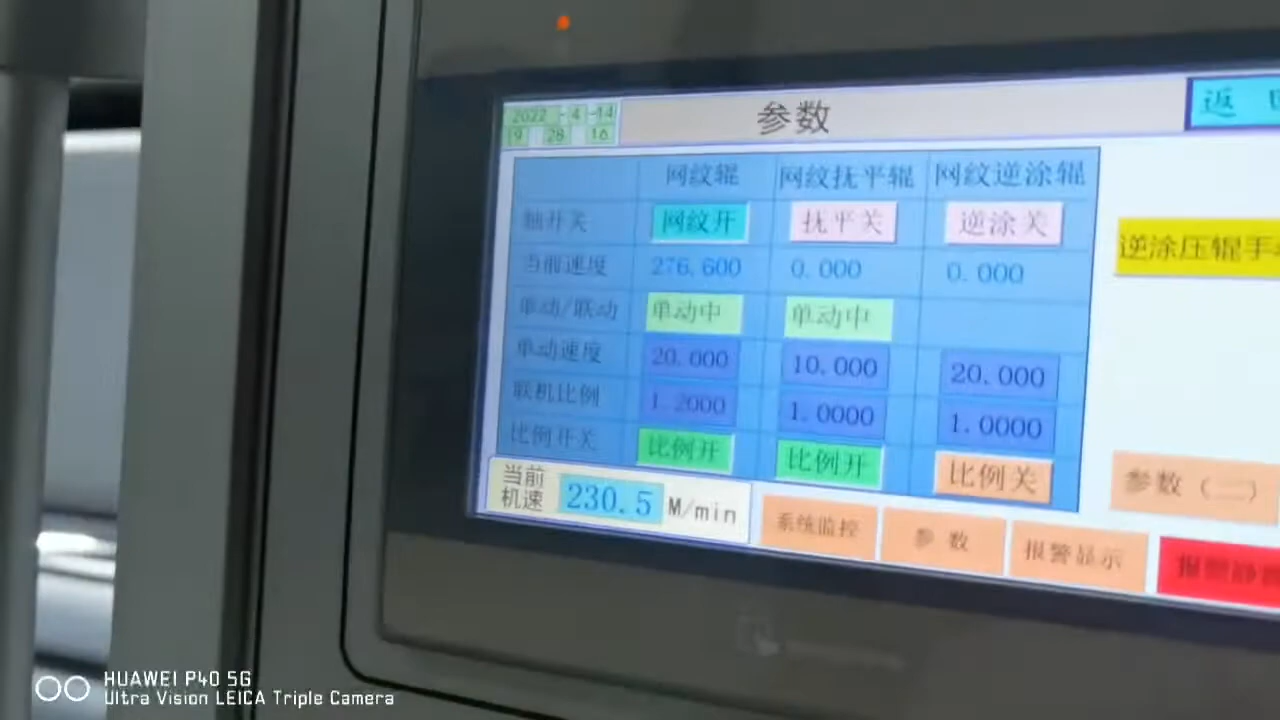 2022 - 4 -14
参数
19 28 16
网纹辊 网纹抚平辊 网纹逆涂辊
轴开关 网纹开 抚平关 逆涂关
逆涂压辊手
当前速度 276.600 0.000 0.000
单动/联动 单动中 单动中
单动速度 20.000 10.000 20.000
联机比例 1.2000 1.0000 1.0000
比例开关 比例开 比例开 比例关
参数（二）
当前
机速 230.5 M/min
系统监控 参数 报警显示 报警
HUAWEI P40 5G
Ultra Vision LEICA Triple Camera